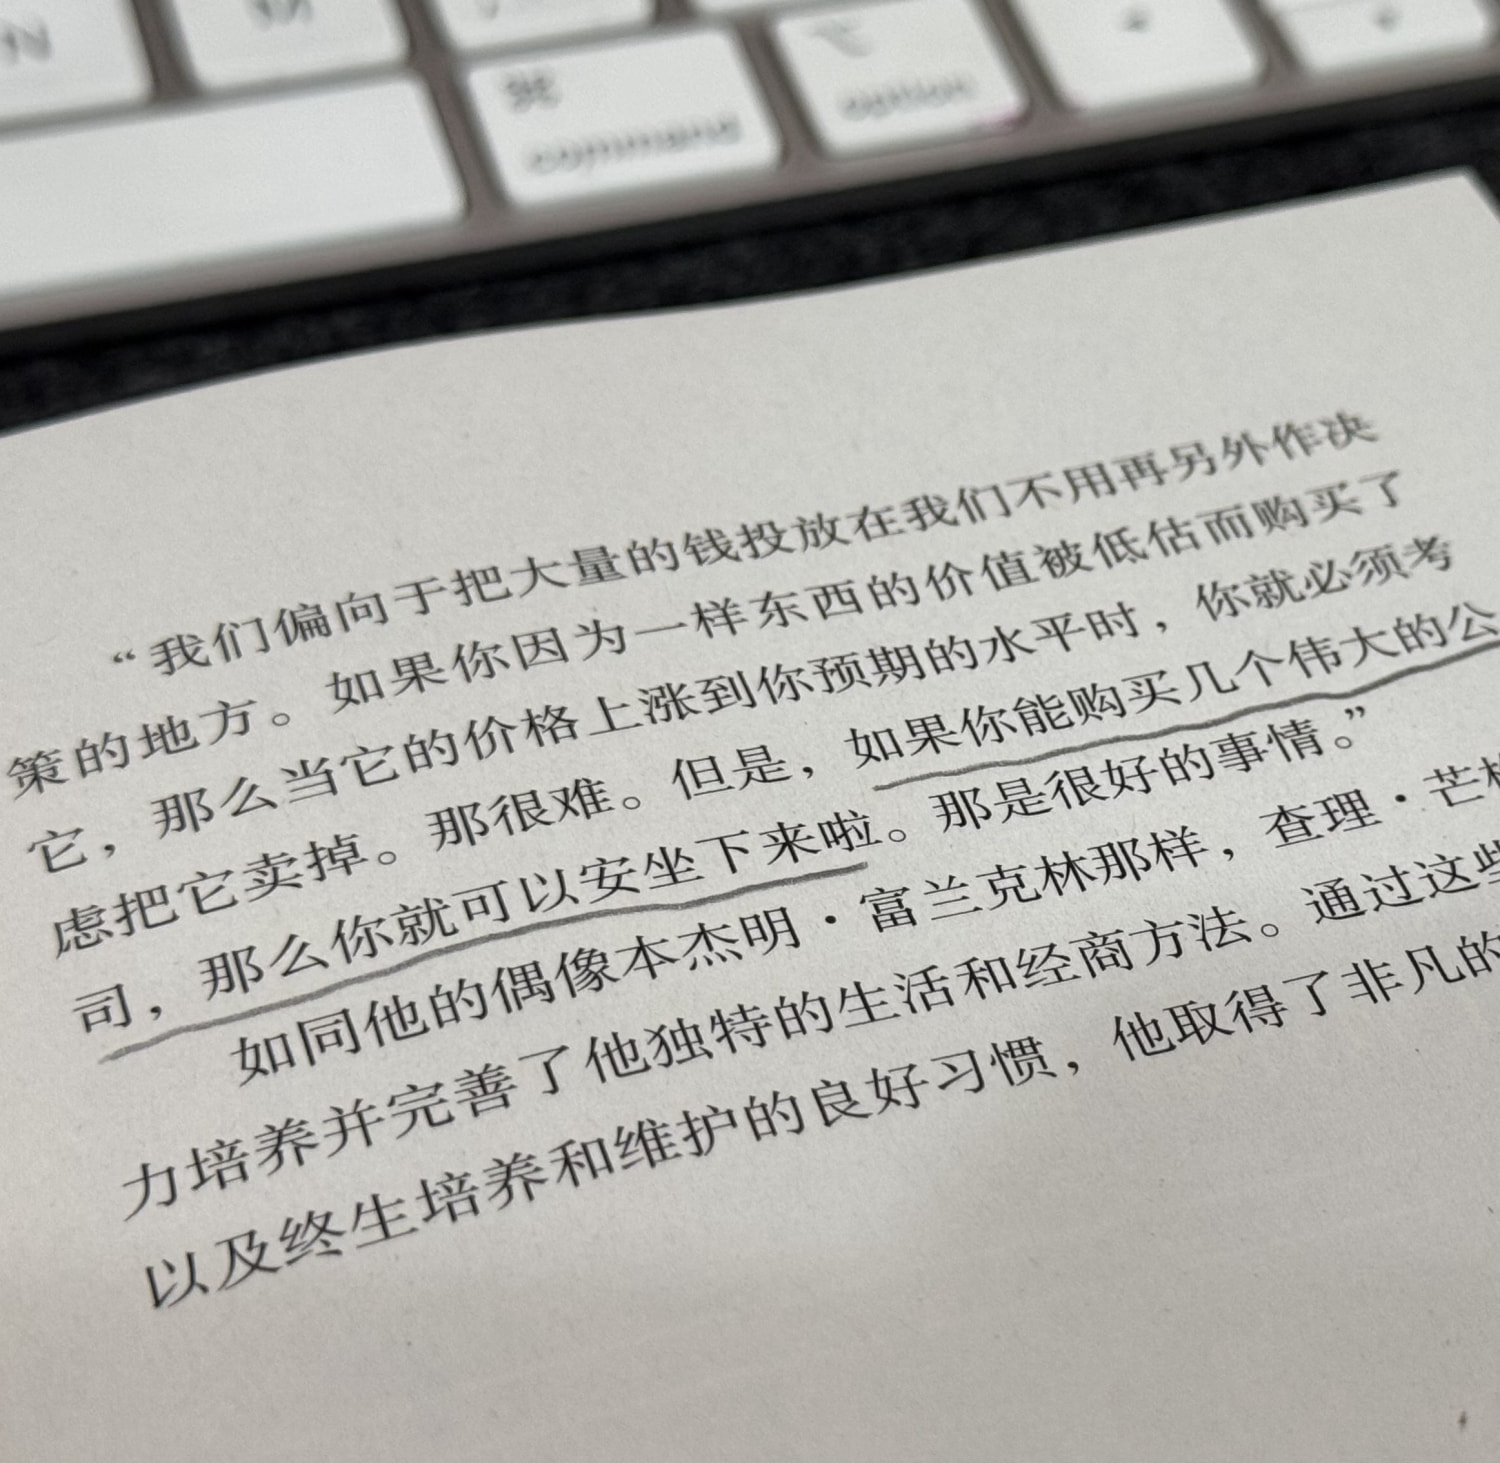 N
M
⌘
⌥
command
option
“我们偏向于把大量的钱投放在我们不用再另外作决
策的地方。如果你因为一样东西的价值被低估而购买了
它，那么当它的价格上涨到你预期的水平时，你就必须考
虑把它卖掉。那很难。但是，如果你能购买几个伟大的公
司，那么你就可以安坐下来啦。那是很好的事情。”
如同他的偶像本杰明·富兰克林那样，查理·芒格
力培养并完善了他独特的生活和经商方法。通过这些
以及终生培养和维护的良好习惯，他取得了非凡的